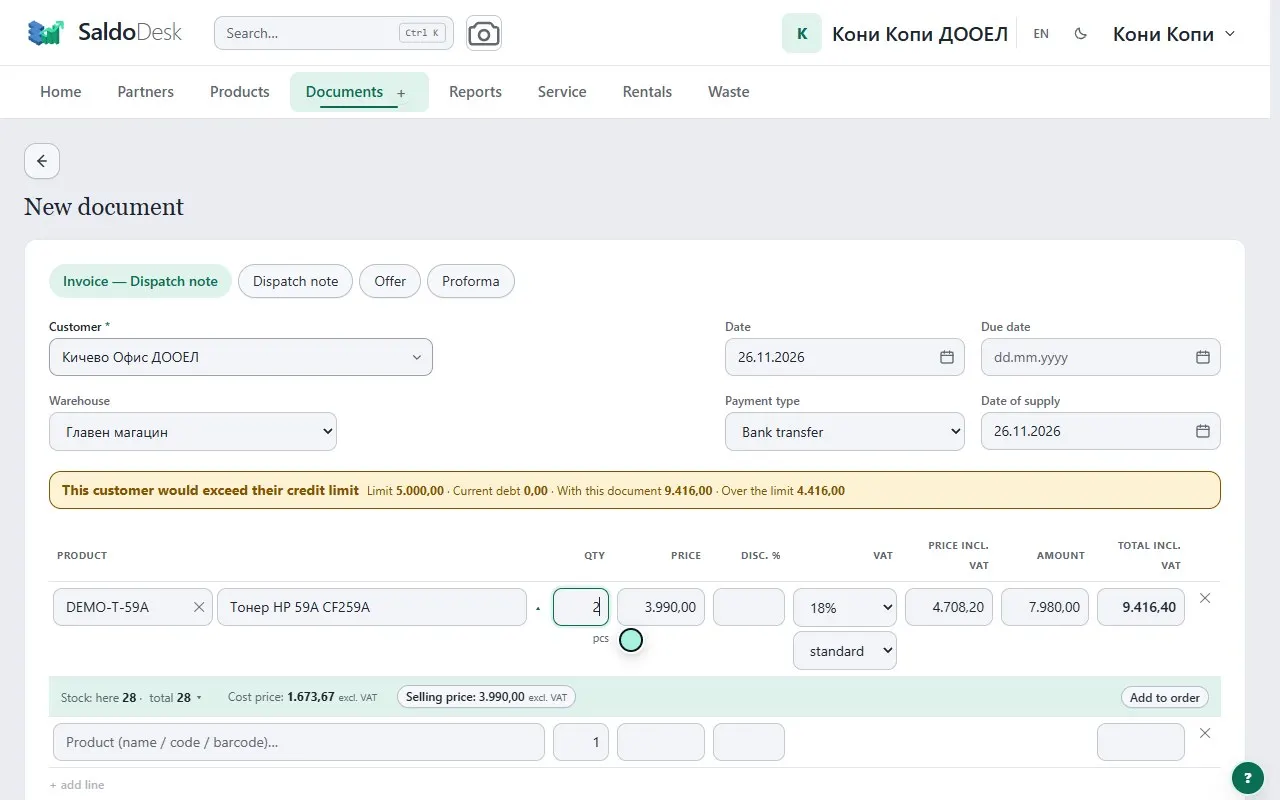 SaldoDesk
Search... Ctrl K
К Кони Копи ДООЕЛ EN Кони Копи
Home Partners Products Documents + Reports Service Rentals Waste
New document
Invoice — Dispatch note Dispatch note Offer Proforma
Customer * Date Due date
Кичево Офис ДООЕЛ 26.11.2026 dd.mm.yyyy
Warehouse Payment type Date of supply
Главен магацин Bank transfer 26.11.2026
This customer would exceed their credit limit Limit 5.000,00 · Current debt 0,00 · With this document 9.416,00 · Over the limit 4.416,00
PRODUCT QTY PRICE DISC. % VAT PRICE INCL. VAT AMOUNT TOTAL INCL. VAT
DEMO-T-59A Тонер HP 59A CF259A 2 3.990,00 18% 4.708,20 7.980,00 9.416,40
pcs standard
Stock: here 28 · total 28 Cost price: 1.673,67 excl. VAT Selling price: 3.990,00 excl. VAT Add to order
Product (name / code / barcode)... 1
+ add line
?